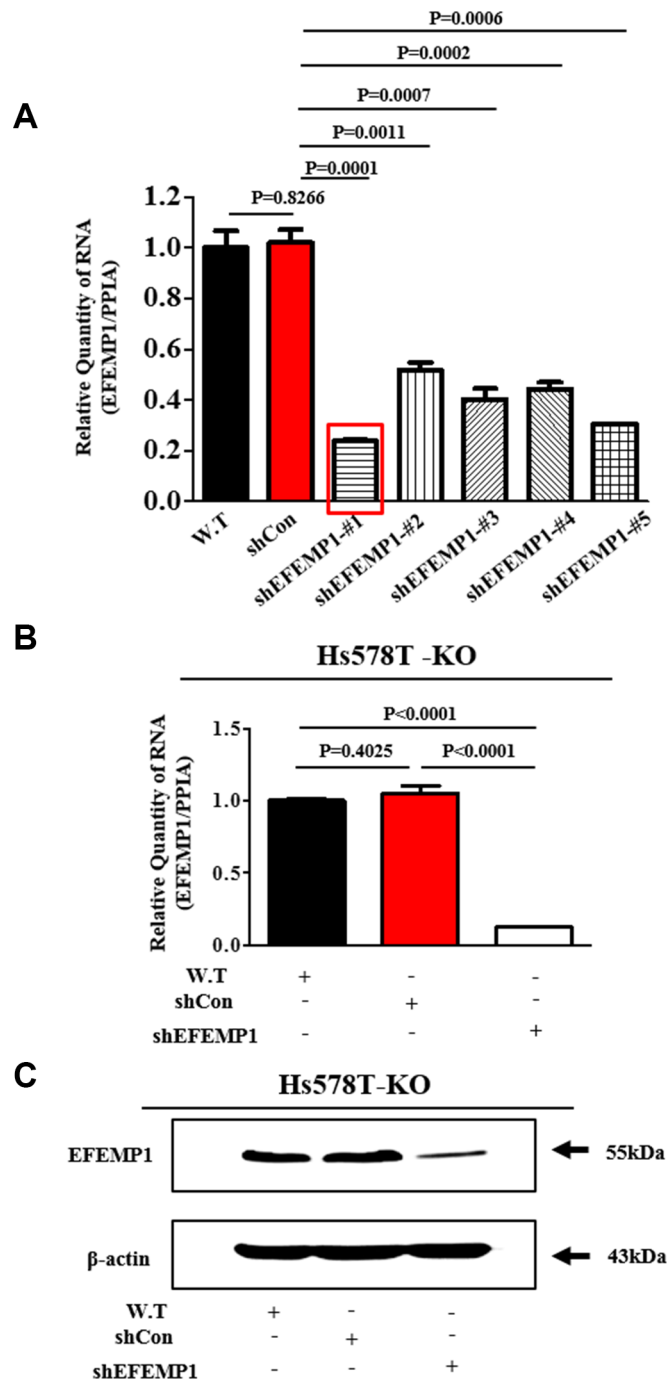 P=0.0006
P=0.0002
P=0.0007
P=0.0011
P=0.0001
P=0.8266
A
Relative Quantity of RNA
(EFEMP1/PPIA)
1.2
1.0
0.8
0.6
0.4
0.2
0.0
W.T
shCon
shEFEMP1-#1
shEFEMP1-#2
shEFEMP1-#3
shEFEMP1-#4
shEFEMP1-#5
B
Hs578T -KO
P<0.0001
P=0.4025 P<0.0001
Relative Quantity of RNA
(EFEMP1/PPIA)
1.5
1.0
0.5
0.0
W.T + - -
shCon - + -
shEFEMP1 - - +
C
Hs578T-KO
EFEMP1 55kDa
β-actin 43kDa
W.T + - -
shCon - + -
shEFEMP1 - - +